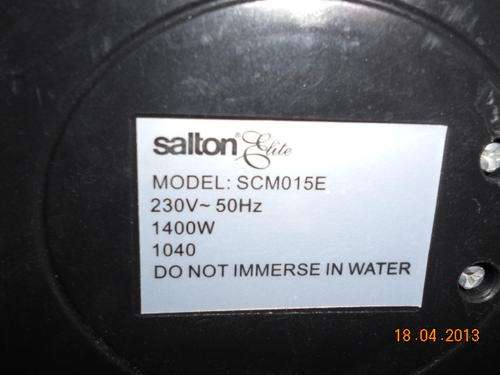 salton® Elite
MODEL: SCM015E
230V~ 50Hz
1400W
1040
DO NOT IMMERSE IN WATER
18.04.2013